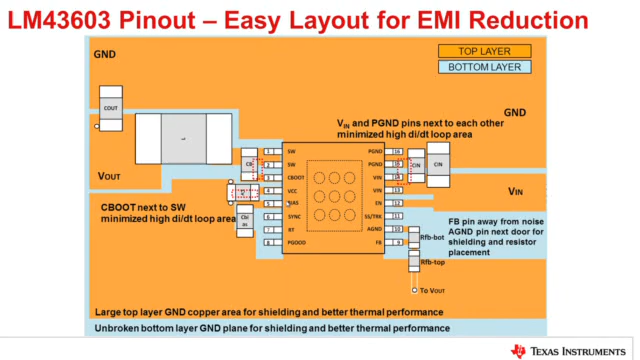 LM43603 Pinout – Easy Layout for EMI Reduction
TOP LAYER
BOTTOM LAYER
GND
COUT
L
VOUT
VIN and PGND pins next to each other
minimized high di/dt loop area
GND
CB
CIN
CIN
VIN
1 SW
2 SW
3 CBOOT
4 VCC
5 BIAS
6 SYNC
7 RT
8 PGOOD
PGND 16
PGND 15
VIN 14
VIN 13
EN 12
SS/TRK 11
AGND 10
FB 9
CBOOT next to SW
minimized high di/dt loop area
Cbi
as
Rfb-bot
Rfb-top
To VOUT
FB pin away from noise
AGND pin next door for
shielding and resistor
placement
Large top layer GND copper area for shielding and better thermal performance
Unbroken bottom layer GND plane for shielding and better thermal performance
TEXAS INSTRUMENTS